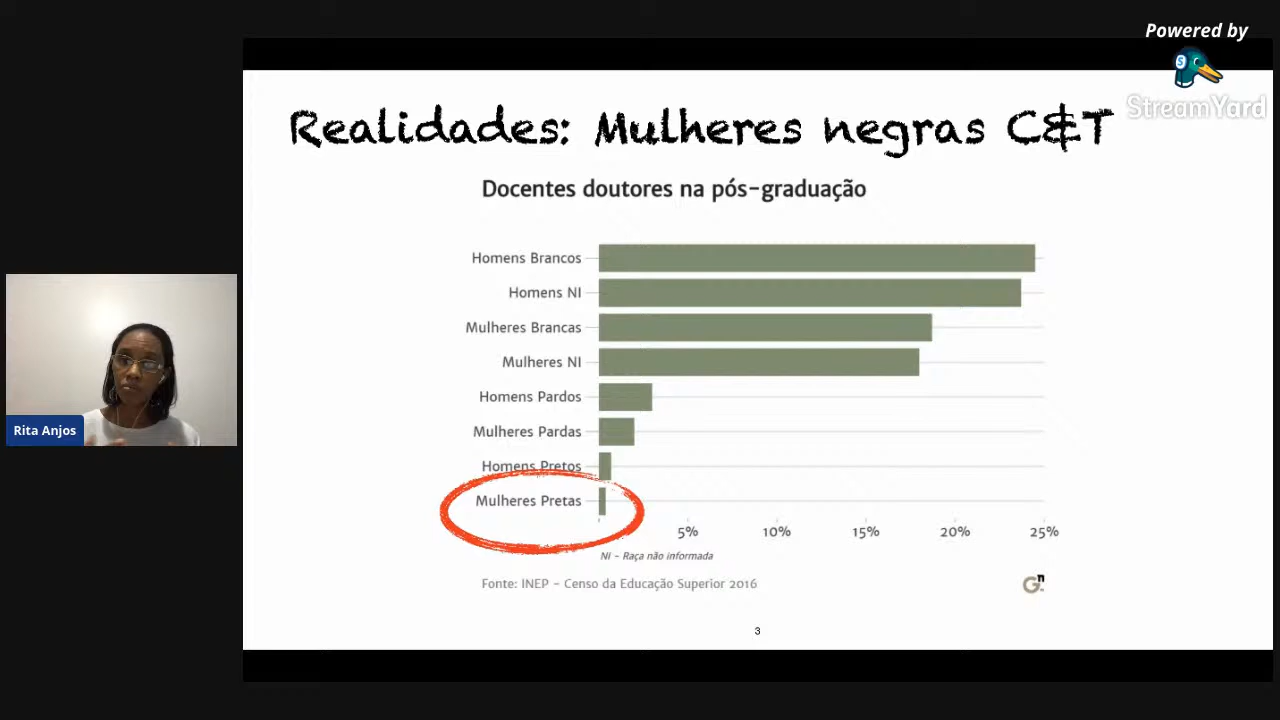 Powered by
StreamYard
Realidades: Mulheres negras C&T
Docentes doutores na pós-graduação
Homens Brancos
Homens NI
Mulheres Brancas
Mulheres NI
Homens Pardos
Mulheres Pardas
Homens Pretos
Mulheres Pretas
5% 10% 15% 20% 25%
NI - Raça não informada
Fonte: INEP - Censo da Educação Superior 2016
Gn
3
Rita Anjos